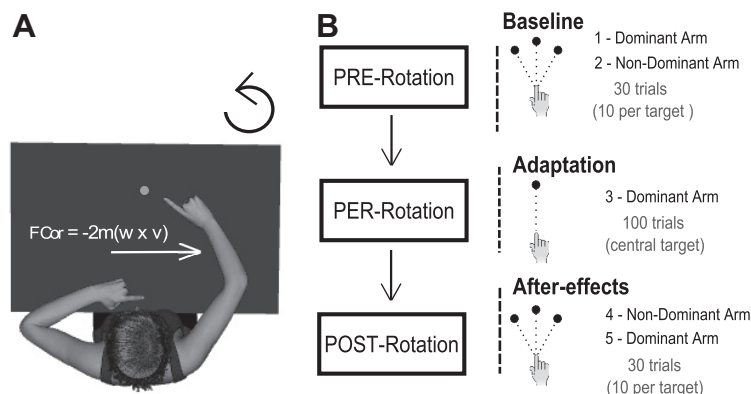 A
FCor = -2m(w x v)
B
PRE-Rotation
Baseline
1 - Dominant Arm
2 - Non-Dominant Arm
30 trials
(10 per target )
PER-Rotation
Adaptation
3 - Dominant Arm
100 trials
(central target)
POST-Rotation
After-effects
4 - Non-Dominant Arm
5 - Dominant Arm
30 trials
(10 per target)